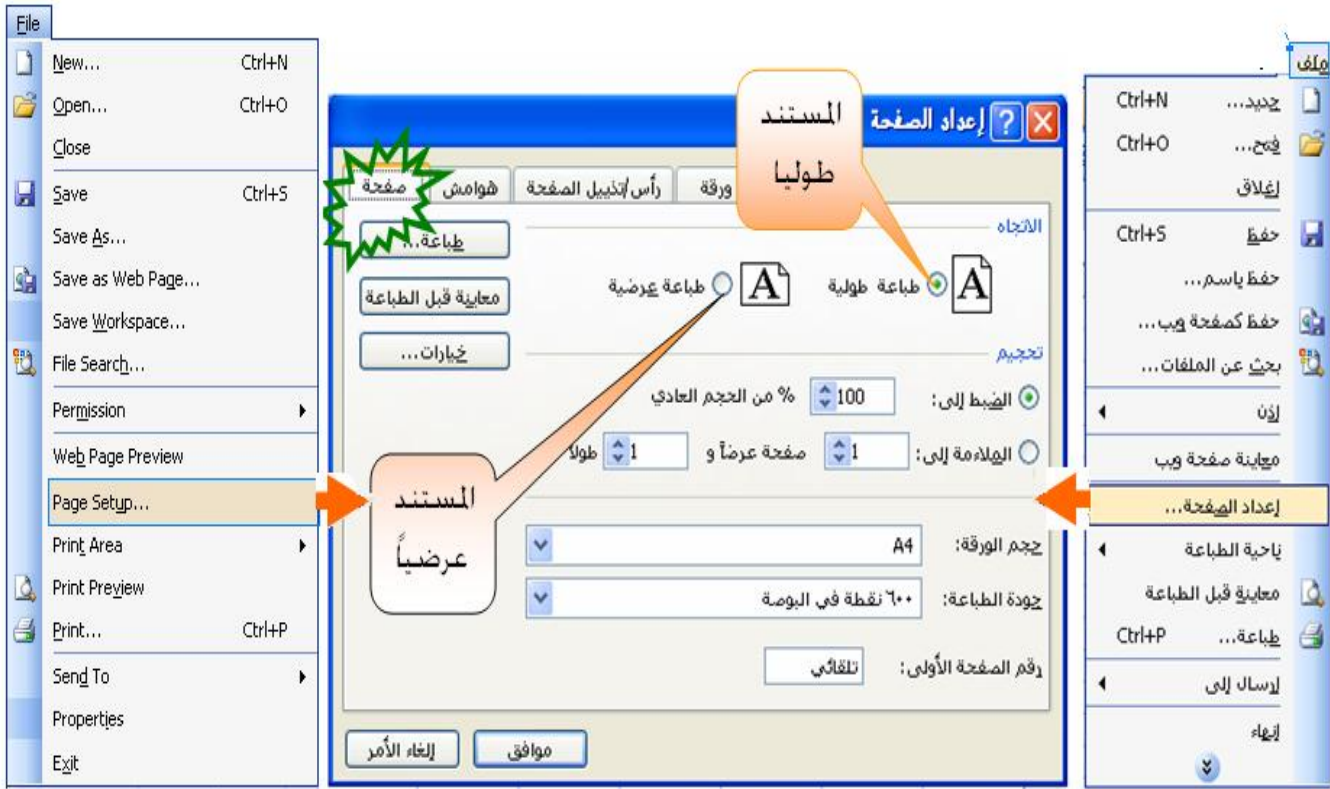 File
New... Ctrl+N
Open... Ctrl+O
Close
Save Ctrl+S
Save As...
Save as Web Page...
Save Workspace...
File Search...
Permission
Web Page Preview
Page Setup...
Print Area
Print Preview
Print... Ctrl+P
Send To
Properties
Exit
إعداد الصفحة
صفحة
هوامش
رأس/تذييل الصفحة
ورقة
المستند
طوليا
الاتجاه
طباعة طولية
طباعة عرضية
طباعة...
معاينة قبل الطباعة
خيارات...
تحجيم
الضبط إلى: 100 % من الحجم العادي
الملاءمة إلى: 1 صفحة عرضاً و 1 طولاً
المستند
عرضياً
حجم الورقة: A4
جودة الطباعة: ٦٠٠ نقطة في البوصة
رقم الصفحة الأولى: تلقائي
موافق
إلغاء الأمر
ملف
جديد... Ctrl+N
فتح... Ctrl+O
إغلاق
حفظ Ctrl+S
حفظ باسم...
حفظ كصفحة ويب...
بحث عن الملفات...
إذن
معاينة صفحة ويب
إعداد الصفحة...
ناحية الطباعة
معاينة قبل الطباعة
طباعة... Ctrl+P
إرسال إلى
إنهاء